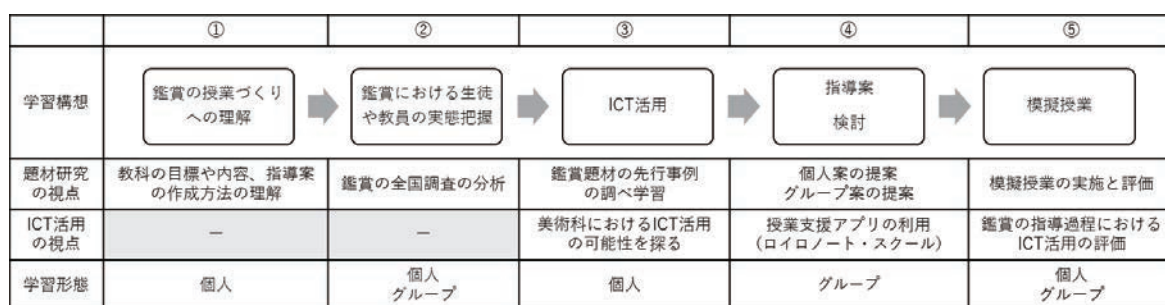 ① ② ③ ④ ⑤
学習構想
鑑賞の授業づくり
への理解
鑑賞における生徒
や教員の実態把握
ICT活用
指導案
検討
模擬授業
題材研究
の視点
教科の目標や内容、指導案
の作成方法の理解
鑑賞の全国調査の分析
鑑賞題材の先行事例
の調べ学習
個人案の提案
グループ案の提案
模擬授業の実施と評価
ICT活用
の視点
－
－
美術科におけるICT活用
の可能性を探る
授業支援アプリの利用
(ロイロノート・スクール)
鑑賞の指導過程における
ICT活用の評価
学習形態
個人
個人
グループ
個人
グループ
個人
グループ